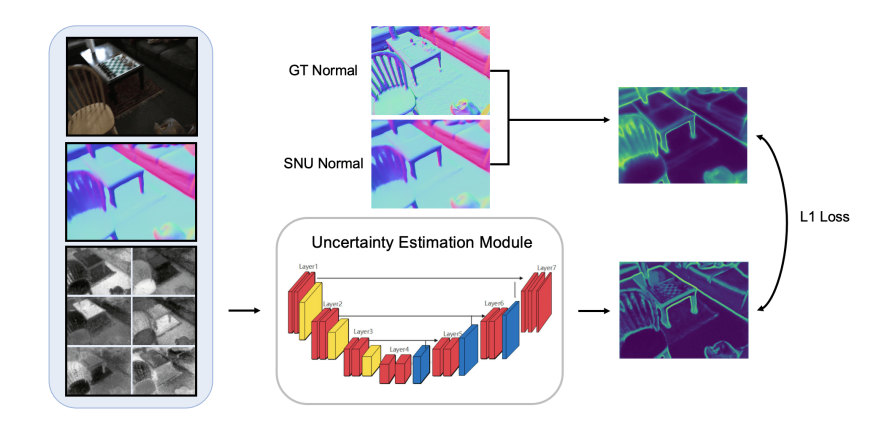 GT Normal
SNU Normal
L1 Loss
Uncertainty Estimation Module
Layer1
Layer7
Layer2
Layer6
Layer3
Layer5
Layer4